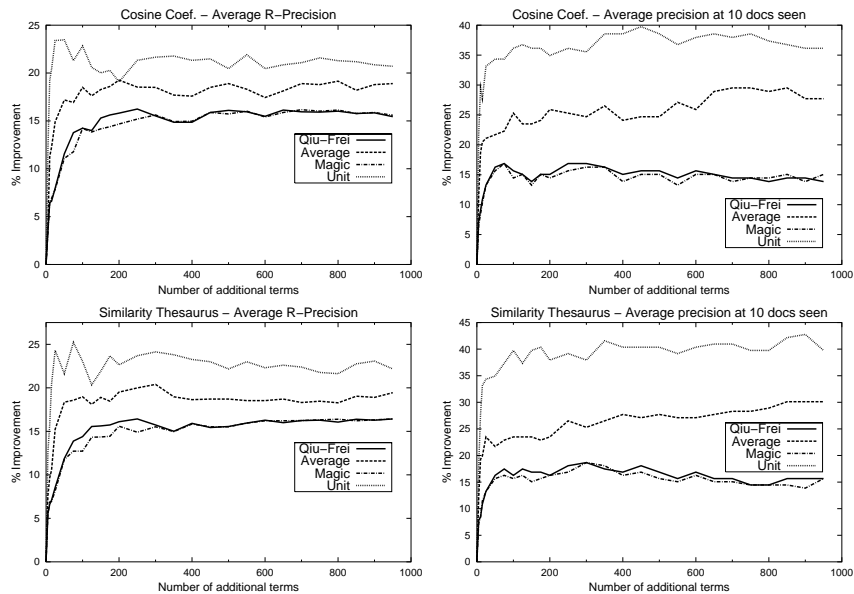 Cosine Coef. − Average R−Precision
25
20
15
10
5
0
% Improvement
Qiu−Frei
Average
Magic
Unit
0 200 400 600 800 1000
Number of additional terms
Cosine Coef. − Average precision at 10 docs seen
40
35
30
25
20
15
10
5
0
% Improvement
Qiu−Frei
Average
Magic
Unit
0 200 400 600 800 1000
Number of additional terms
Similarity Thesaurus − Average R−Precision
25
20
15
10
5
0
% Improvement
Qiu−Frei
Average
Magic
Unit
0 200 400 600 800 1000
Number of additional terms
Similarity Thesaurus − Average precision at 10 docs seen
45
40
35
30
25
20
15
10
5
0
% Improvement
Qiu−Frei
Average
Magic
Unit
0 200 400 600 800 1000
Number of additional terms